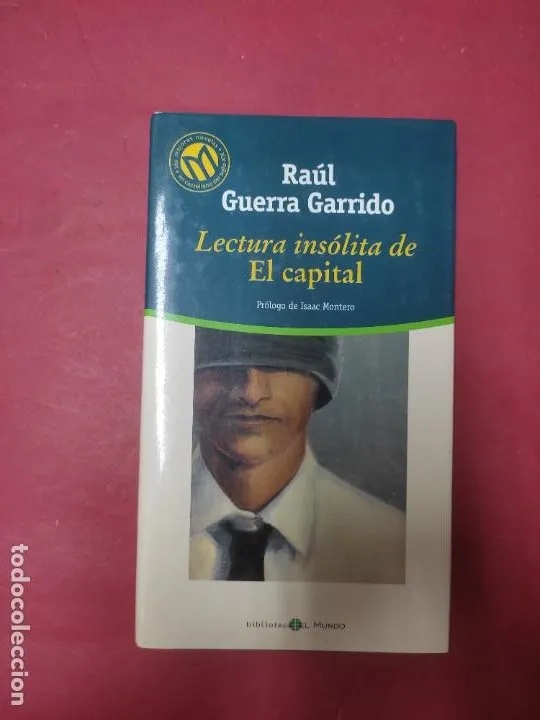 Raúl
Guerra Garrido
Lectura insólita de
El capital
Prólogo de Isaac Montero
biblioteca EL MUNDO
todocoleccion